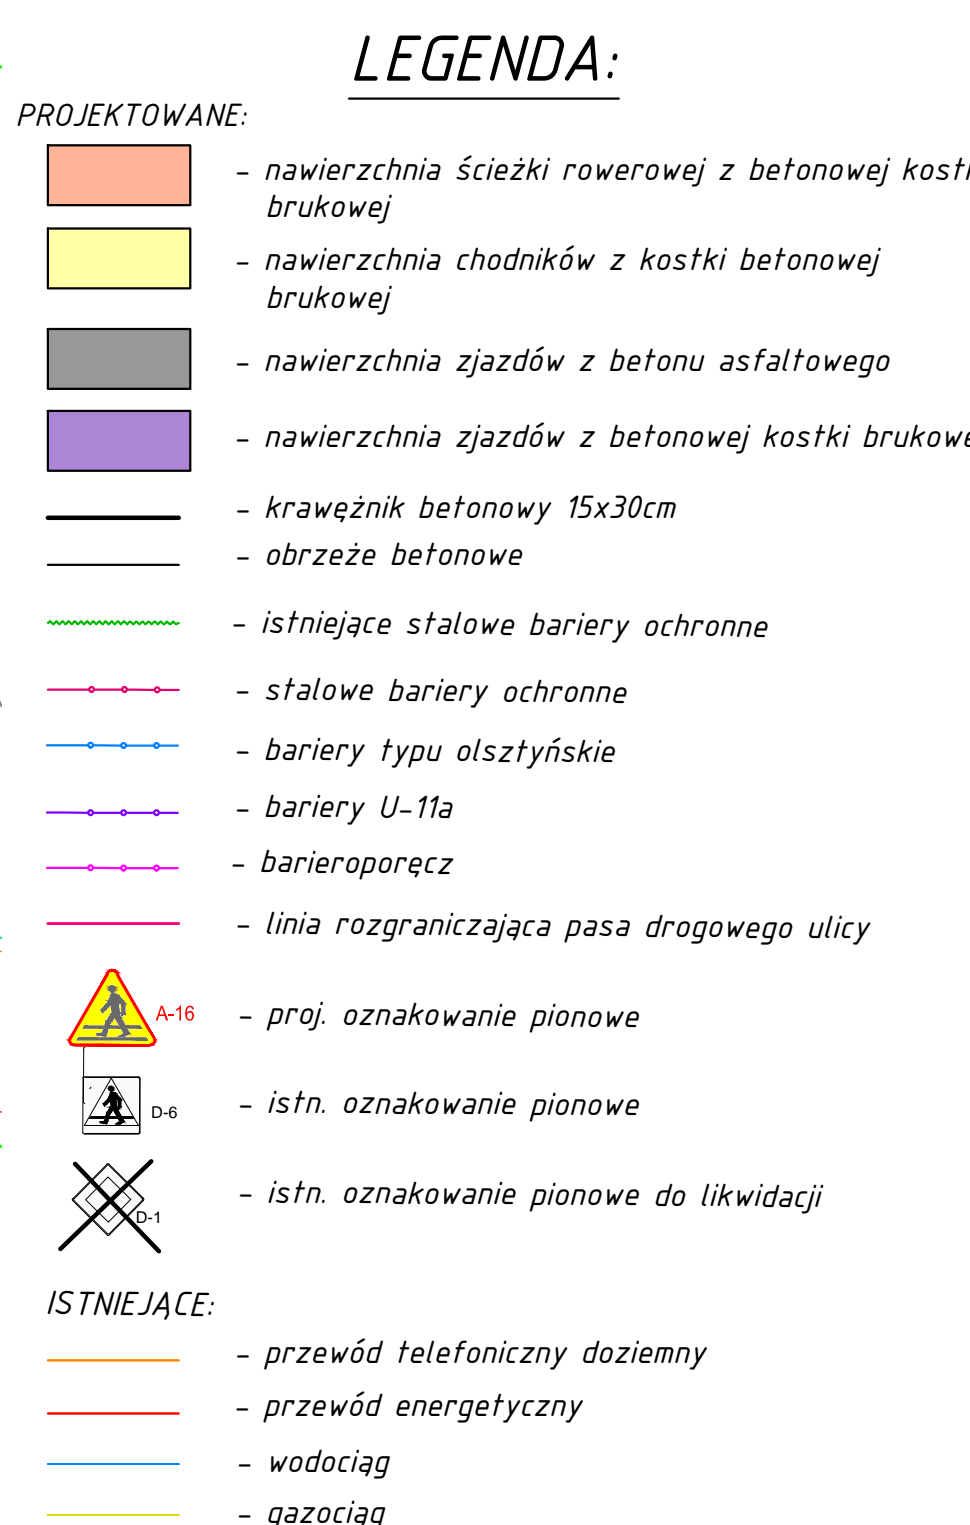 LEGENDA:
PROJEKTOWANE:
- nawierzchnia ścieżki rowerowej z betonowej kostk
brukowej
- nawierzchnia chodników z kostki betonowej
brukowej
- nawierzchnia zjazdów z betonu asfaltowego
- nawierzchnia zjazdów z betonowej kostki brukowe
- krawężnik betonowy 15x30cm
- obrzeże betonowe
- istniejące stalowe bariery ochronne
- stalowe bariery ochronne
- bariery typu olsztyńskie
- bariery U-11a
- barieroporęcz
- linia rozgraniczająca pasa drogowego ulicy
A-16 - proj. oznakowanie pionowe
D-6 - istn. oznakowanie pionowe
D-1 - istn. oznakowanie pionowe do likwidacji
ISTNIEJĄCE:
- przewód telefoniczny doziemny
- przewód energetyczny
- wodociąg
- gazociąg